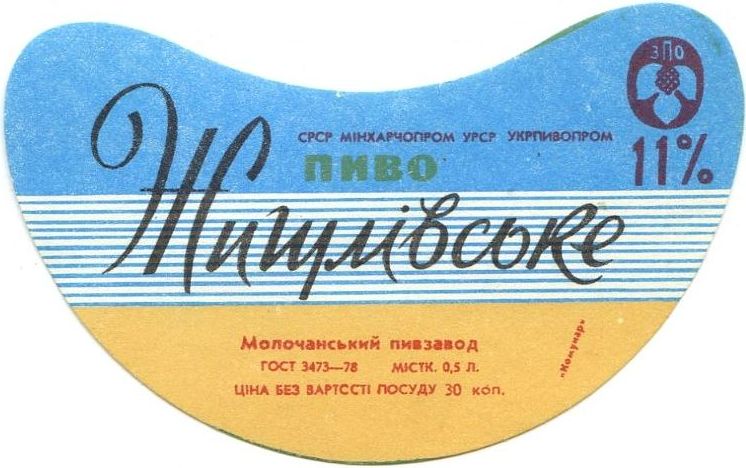 ЗПО
СРСР МІНХАРЧОПРОМ УРСР УКРПИВОПРОМ
ПИВО
11%
Жигулівське
Молочанський пивзавод
ГОСТ 3473—78 МІСТК. 0,5 Л.
ЦІНА БЕЗ ВАРТССТІ ПОСУДУ 30 коп.
„Комунар"